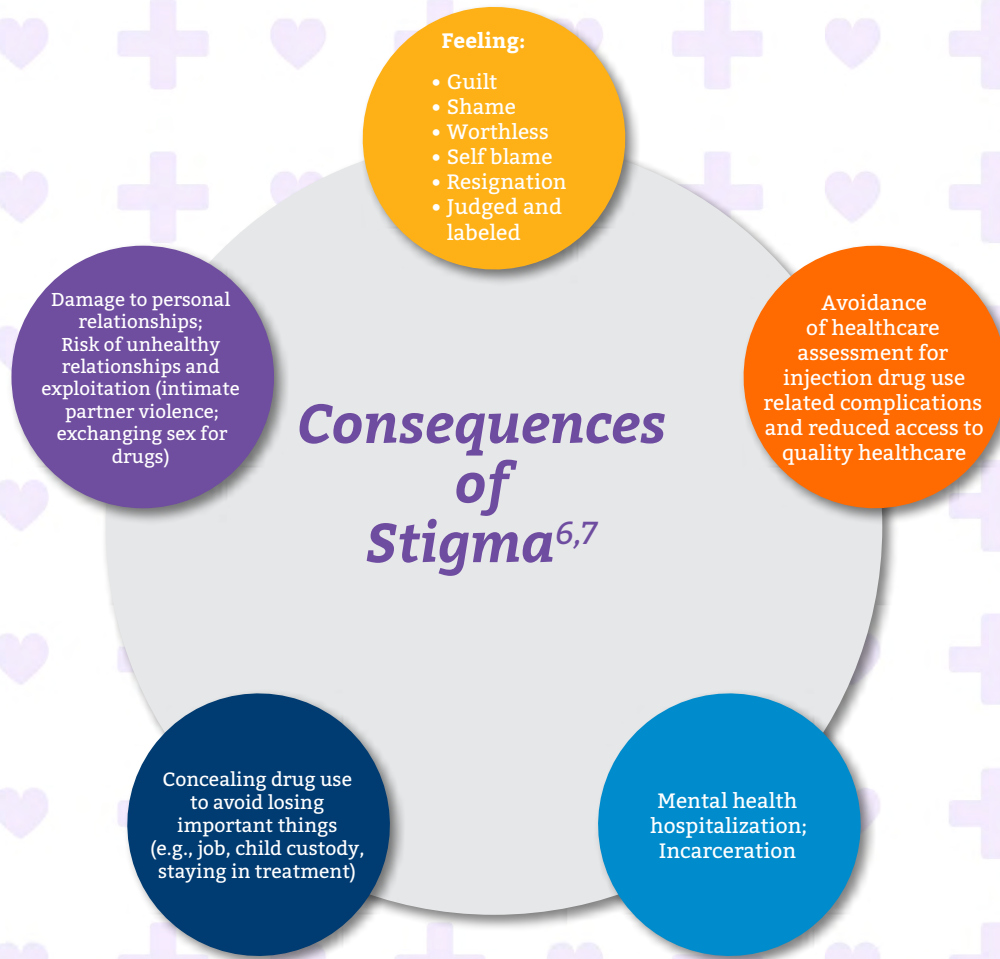 Feeling:
• Guilt
• Shame
• Worthless
• Self blame
• Resignation
• Judged and
labeled
Damage to personal
relationships;
Risk of unhealthy
relationships and
exploitation (intimate
partner violence;
exchanging sex for
drugs)
Avoidance
of healthcare
assessment for
injection drug use
related complications
and reduced access to
quality healthcare
Consequences
of
Stigma6,7
Concealing drug use
to avoid losing
important things
(e.g., job, child custody,
staying in treatment)
Mental health
hospitalization;
Incarceration